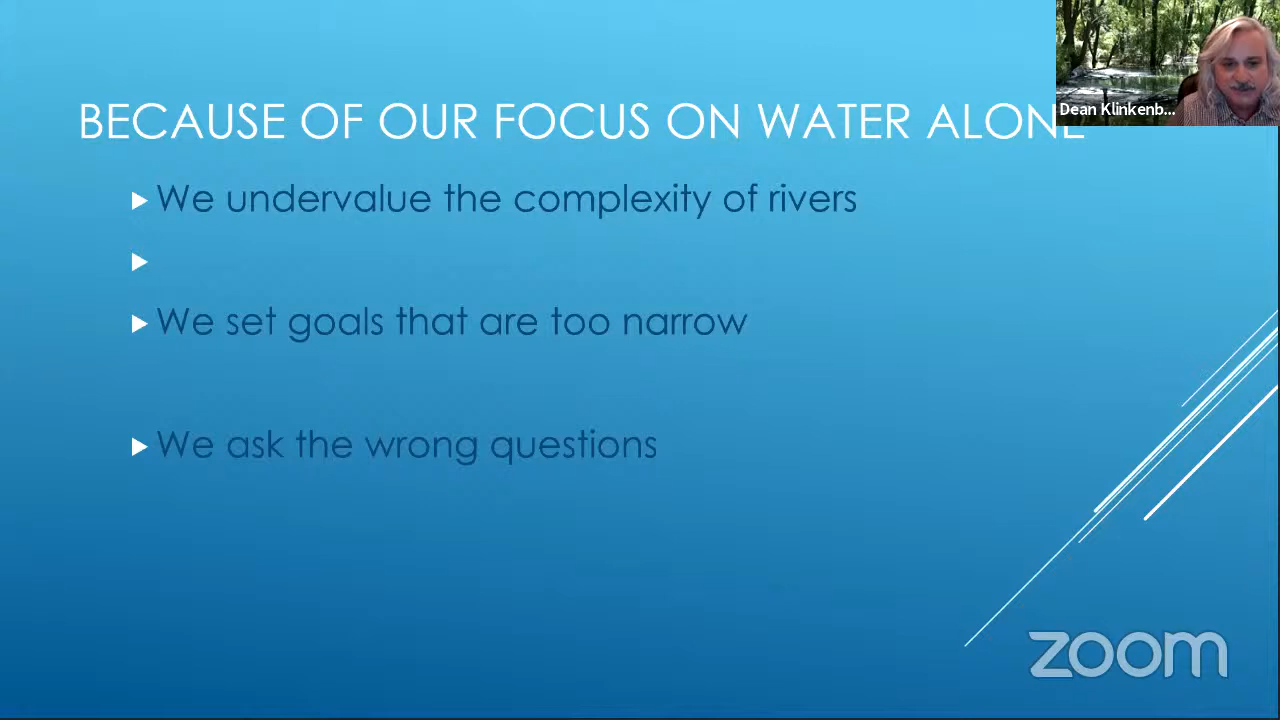 BECAUSE OF OUR FOCUS ON WATER ALONE
Dean Klinkenb...
We undervalue the complexity of rivers
We set goals that are too narrow
We ask the wrong questions
zoom